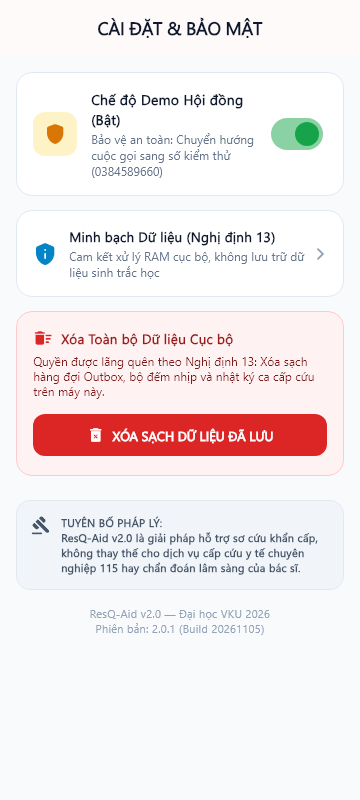 CÀI ĐẶT & BẢO MẬT
Chế độ Demo Hội đồng
(Bật)
Bảo vệ an toàn: Chuyển hướng
cuộc gọi sang số kiểm thử
(0384589660)
Minh bạch Dữ liệu (Nghị định 13)
Cam kết xử lý RAM cục bộ, không lưu trữ dữ
liệu sinh trắc học
Xóa Toàn bộ Dữ liệu Cục bộ
Quyền được lãng quên theo Nghị định 13: Xóa sạch
hàng đợi Outbox, bộ đếm nhịp và nhật ký ca cấp cứu
trên máy này.
XÓA SẠCH DỮ LIỆU ĐÃ LƯU
TUYÊN BỐ PHÁP LÝ:
ResQ-Aid v2.0 là giải pháp hỗ trợ sơ cứu khẩn cấp,
không thay thế cho dịch vụ cấp cứu y tế chuyên
nghiệp 115 hay chẩn đoán lâm sàng của bác sĩ.
ResQ-Aid v2.0 — Đại học VKU 2026
Phiên bản: 2.0.1 (Build 20261105)